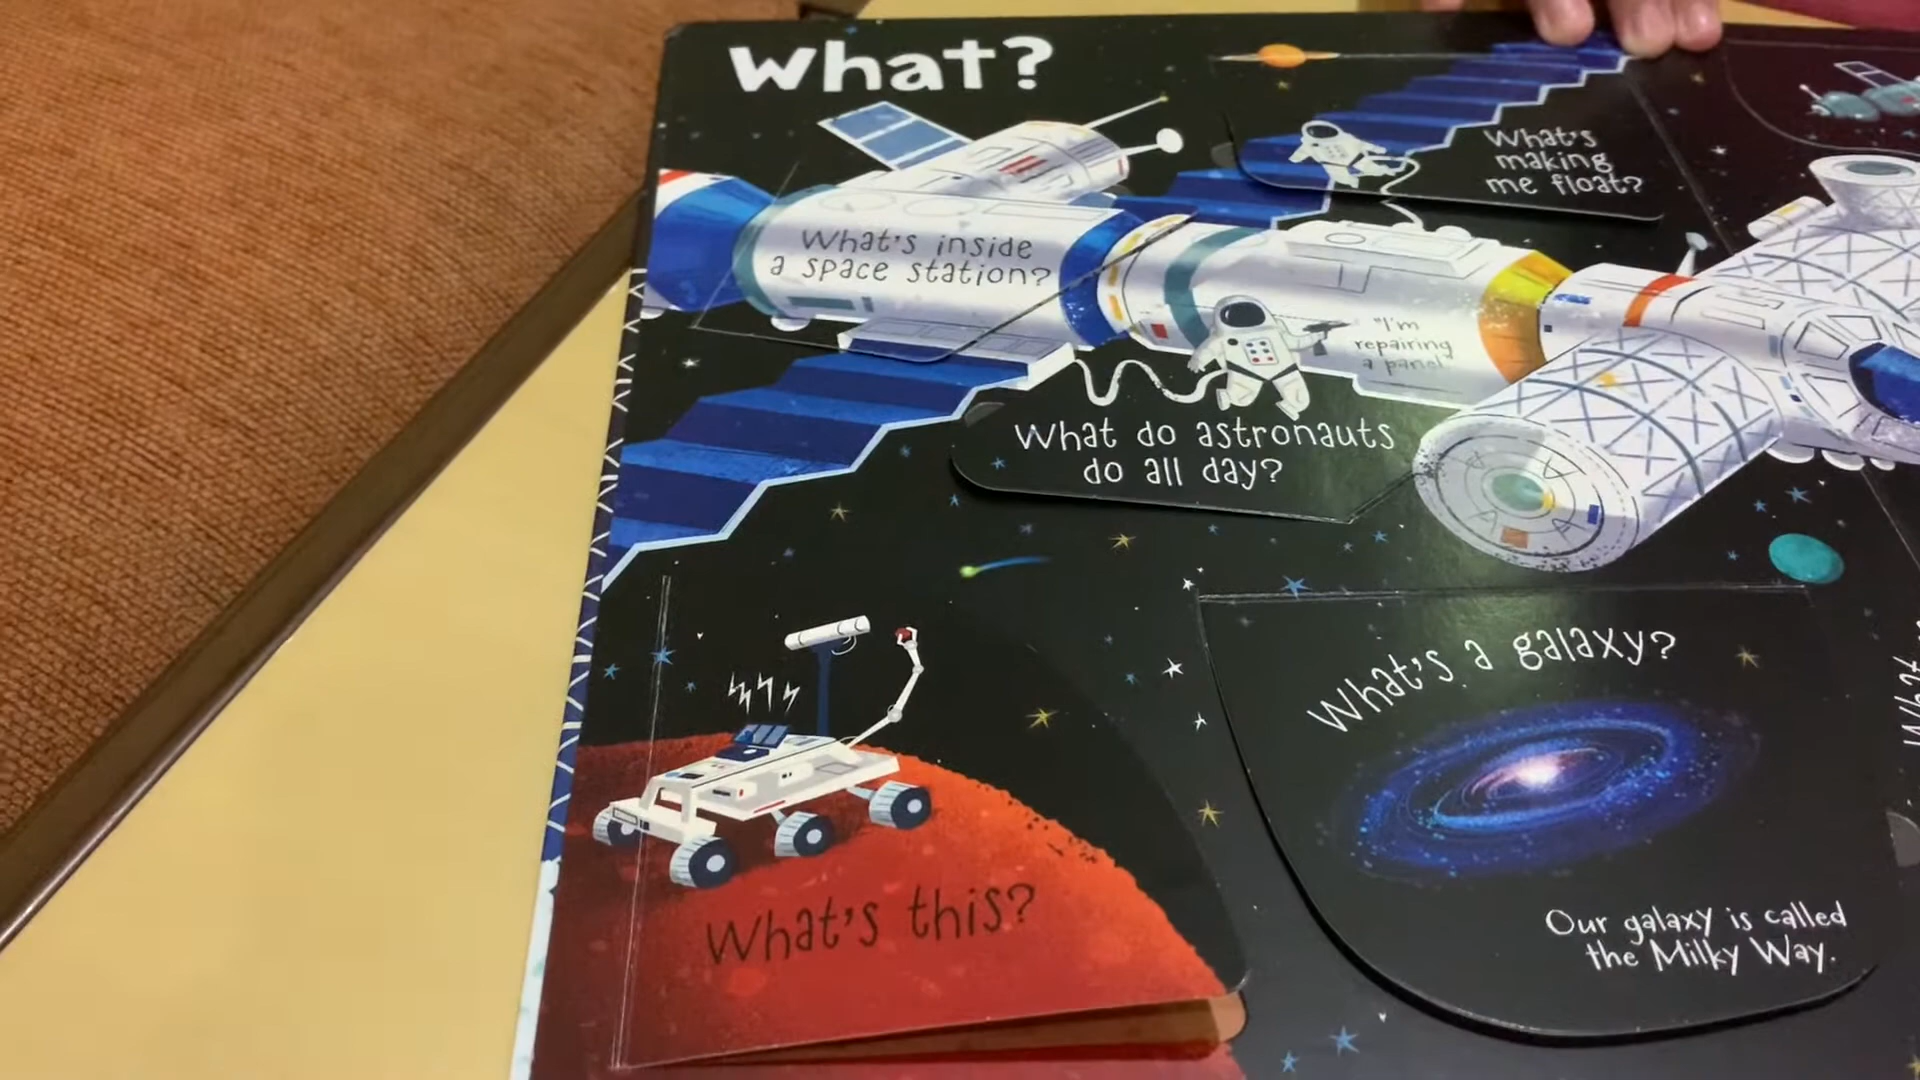 What?
What's
making
me float?
What's inside
a space station?
"I'm
repairing
a panel"
What do astronauts
do all day?
What's a galaxy?
Our galaxy is called
the Milky Way.
What's this?